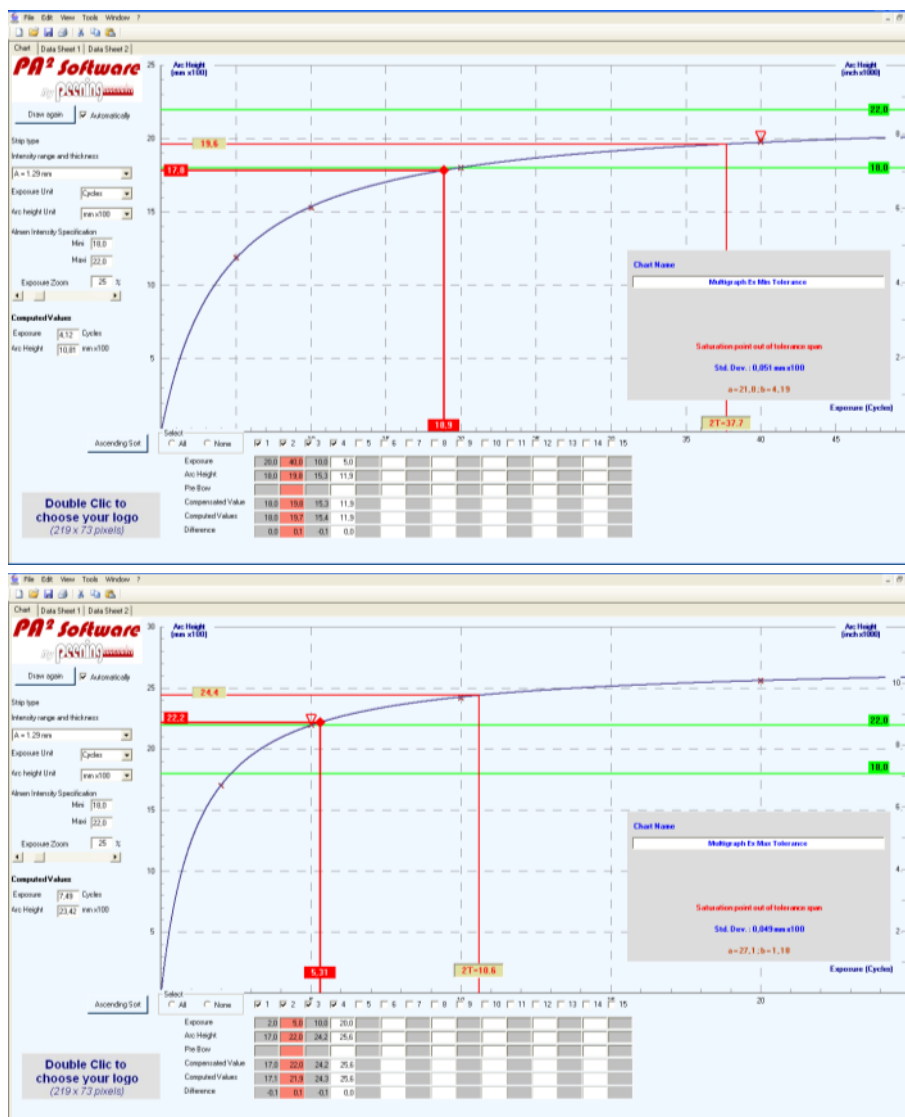 File Edit View Tools Window ?
Chart Data Sheet 1 Data Sheet 2
PA² Software
By peening
Draw again Automatically
Strip type
Intensity range and thickness
A = 1.29 mm
Exposure Unit Cycles
Arc height Unit mm x100
Almen Intensity Specification
Mini 18,0
Maxi 22,0
Exposure Zoom 25 %
Computed Values
Exposure 4,12 Cycles
Arc Height 10,81 mm x100
Ascending Sort
Double Clic to
choose your logo
(219 x 73 pixels)
Arc Height
(mm x100)
25
20
15
10
5
19,6
17,8
18,9
2T=37.7
Arc Height
(inch x1000)
22,0
8
18,0
6
4
2
Chart Name
Multigraph Ex Min Tolerance
Saturation point out of tolerance span
Std. Dev. : 0,051 mm x100
a=21,8; b=4,19
Exposure (Cycles)
35 40 45
Select
All None 1 2 3 4 5 6 7 8 9 10 11 12 13 14 15
Exposure 20,0 40,0 10,0 5,0
Arc Height 18,0 19,8 15,3 11,9
Pre Bow
Compensated Value 18,0 19,8 15,3 11,9
Computed Values 18,0 19,7 15,4 11,9
Difference 0,0 0,1 -0,1 0,0
File Edit View Tools Window ?
Chart Data Sheet 1 Data Sheet 2
PA² Software
By peening
Draw again Automatically
Strip type
Intensity range and thickness
A = 1.29 mm
Exposure Unit Cycles
Arc height Unit mm x100
Almen Intensity Specification
Mini 18,0
Maxi 22,0
Exposure Zoom 25 %
Computed Values
Exposure 7,49 Cycles
Arc Height 23,42 mm x100
Ascending Sort
Double Clic to
choose your logo
(219 x 73 pixels)
Arc Height
(mm x100)
30
25
20
15
10
5
24,4
22,2
5,31
2T=10.6
Arc Height
(inch x1000)
10
22,0
8
18,0
6
4
2
Chart Name
Multigraph Ex Max Tolerance
Saturation point out of tolerance span
Std. Dev. : 0,049 mm x100
a=27,1; b=1,18
Exposure (Cycles)
20
Select
All None 1 2 3 4 5 6 7 8 9 10 11 12 13 14 15
Exposure 2,0 5,0 10,0 20,0
Arc Height 17,0 22,0 24,2 25,6
Pre Bow
Compensated Value 17,0 22,0 24,2 25,6
Computed Values 17,1 21,9 24,3 25,6
Difference -0,1 0,1 -0,1 0,0